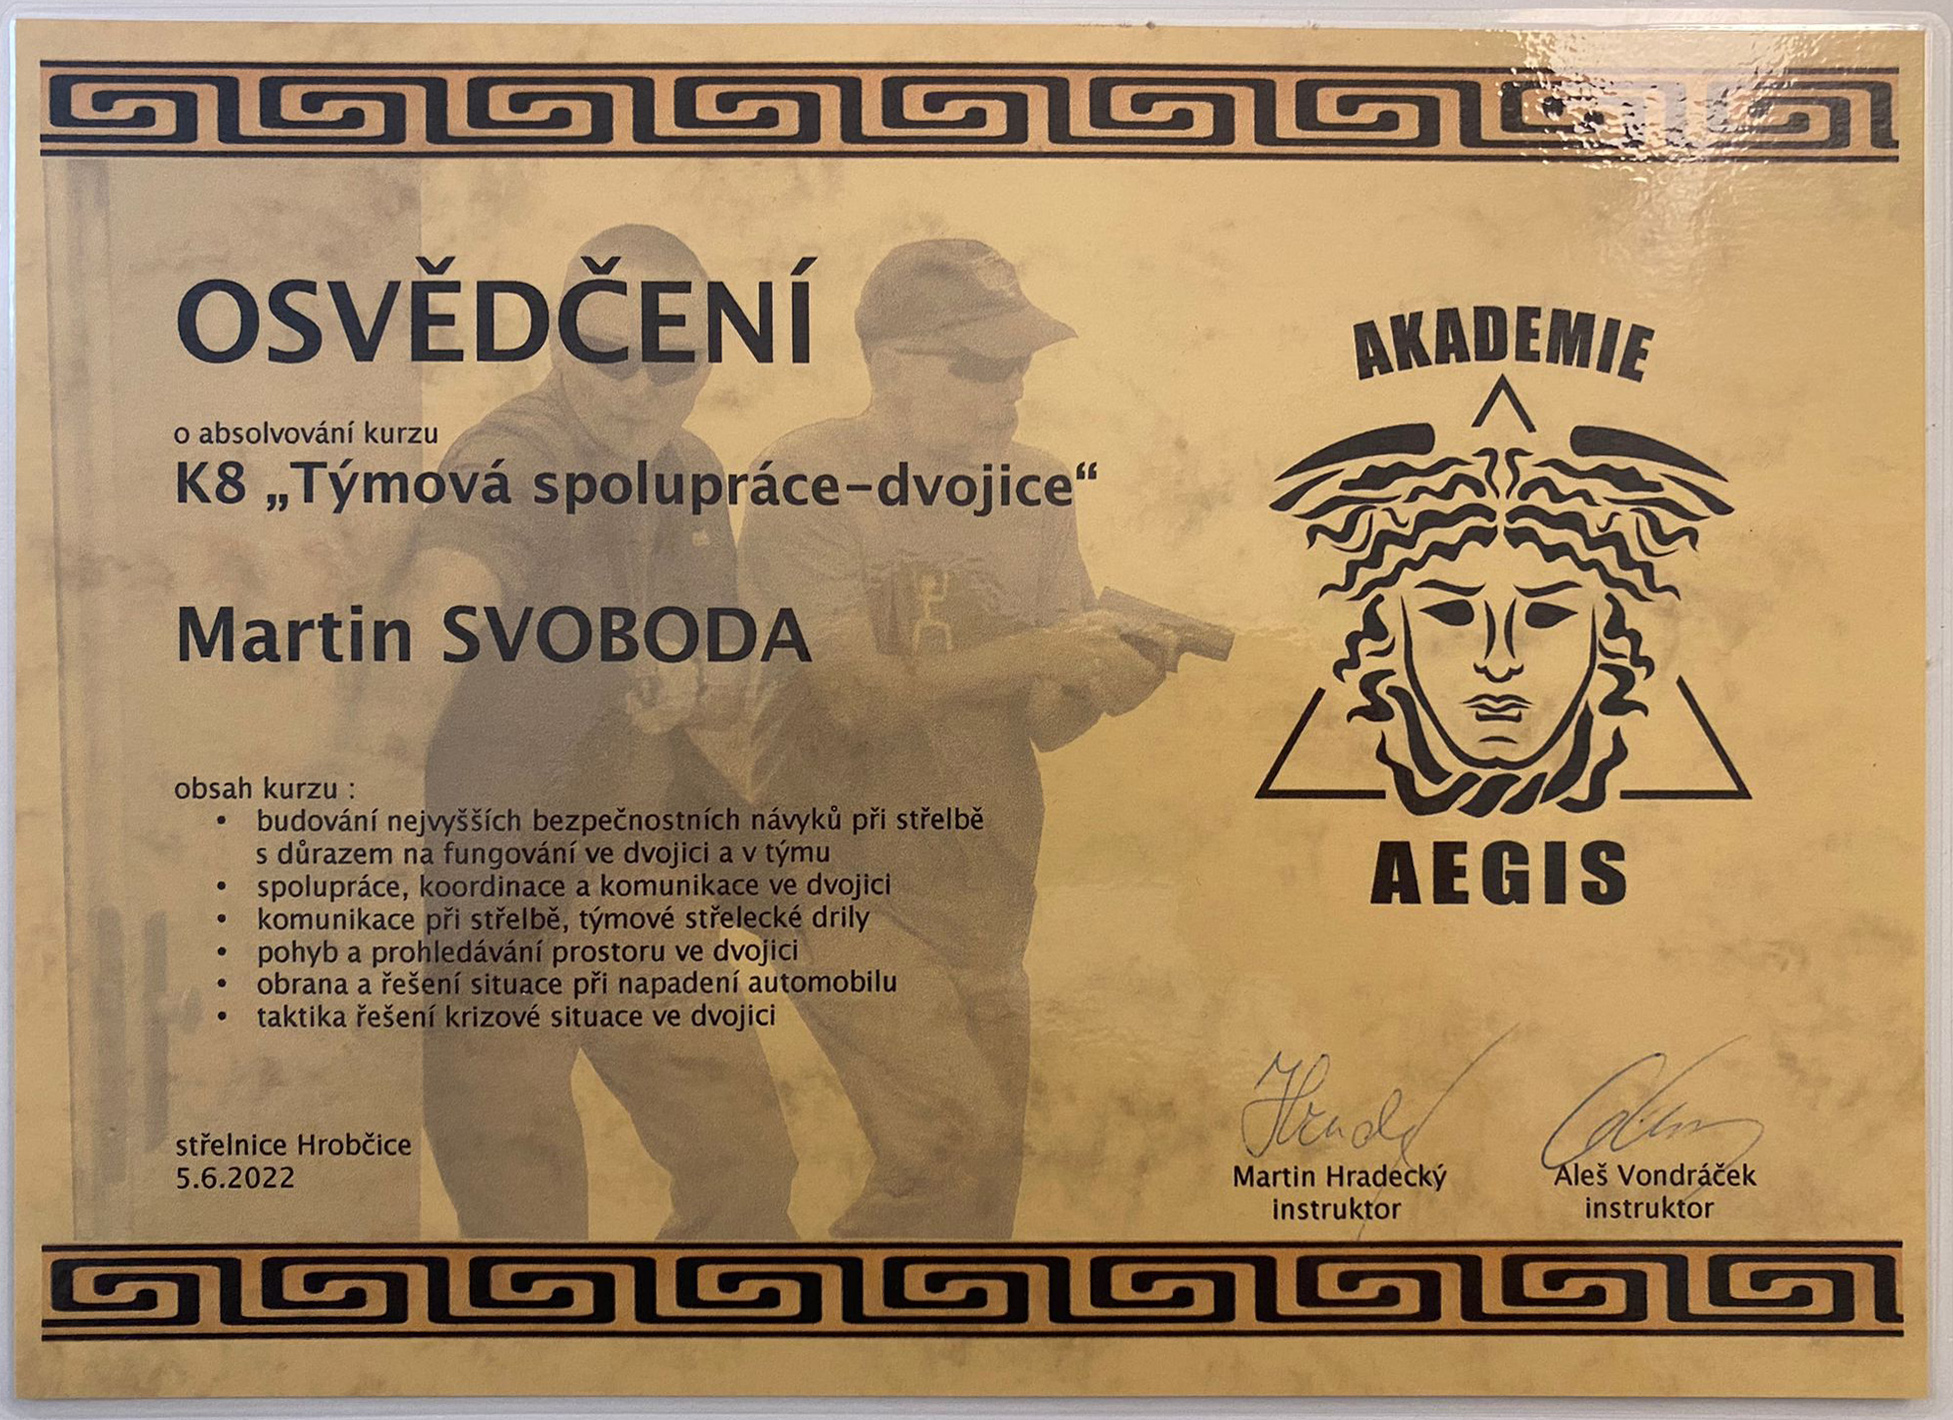 OSVĚDČENÍ
o absolvování kurzu
K8 „Týmová spolupráce-dvojice“
Martin SVOBODA
obsah kurzu :
• budování nejvyšších bezpečnostních návyků při střelbě
s důrazem na fungování ve dvojici a v týmu
• spolupráce, koordinace a komunikace ve dvojici
• komunikace při střelbě, týmové střelecké drily
• pohyb a prohledávání prostoru ve dvojici
• obrana a řešení situace při napadení automobilu
• taktika řešení krizové situace ve dvojici
střelnice Hrobčice
5.6.2022
AKADEMIE
AEGIS
Martin Hradecký
instruktor
Aleš Vondráček
instruktor